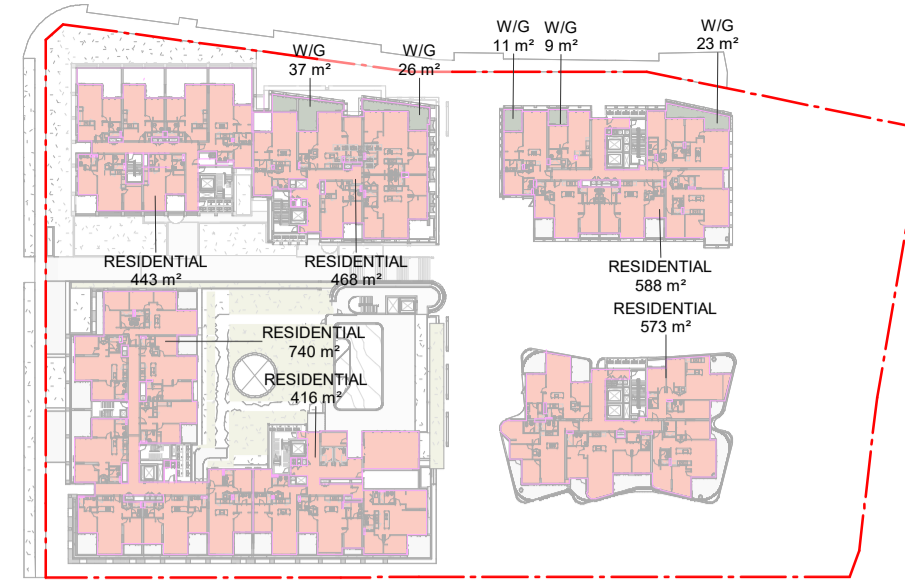 W/G
37 m²
W/G
26 m²
W/G
11 m²
W/G
9 m²
W/G
23 m²
RESIDENTIAL
443 m²
RESIDENTIAL
468 m²
RESIDENTIAL
588 m²
RESIDENTIAL
573 m²
RESIDENTIAL
740 m²
RESIDENTIAL
416 m²